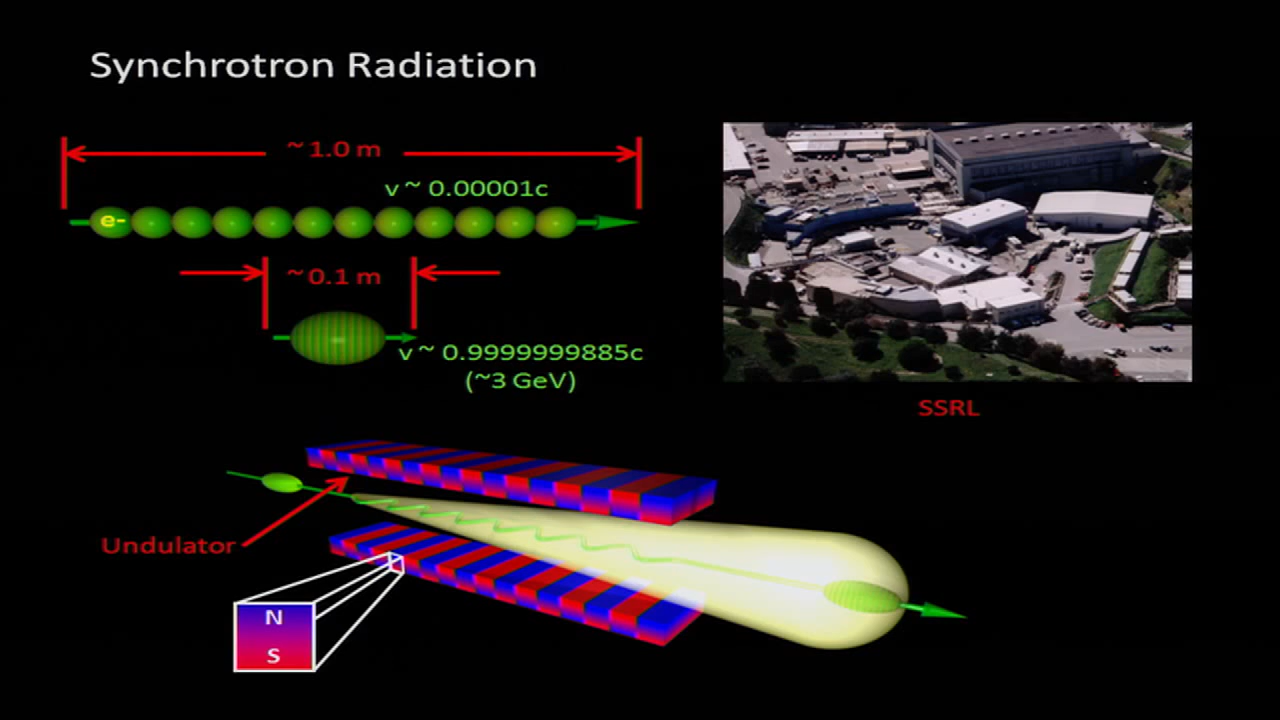 Synchrotron Radiation
~ 1.0 m
v ~ 0.00001c
e-
~ 0.1 m
v ~ 0.9999999885c
(~3 GeV)
SSRL
Undulator
N
S